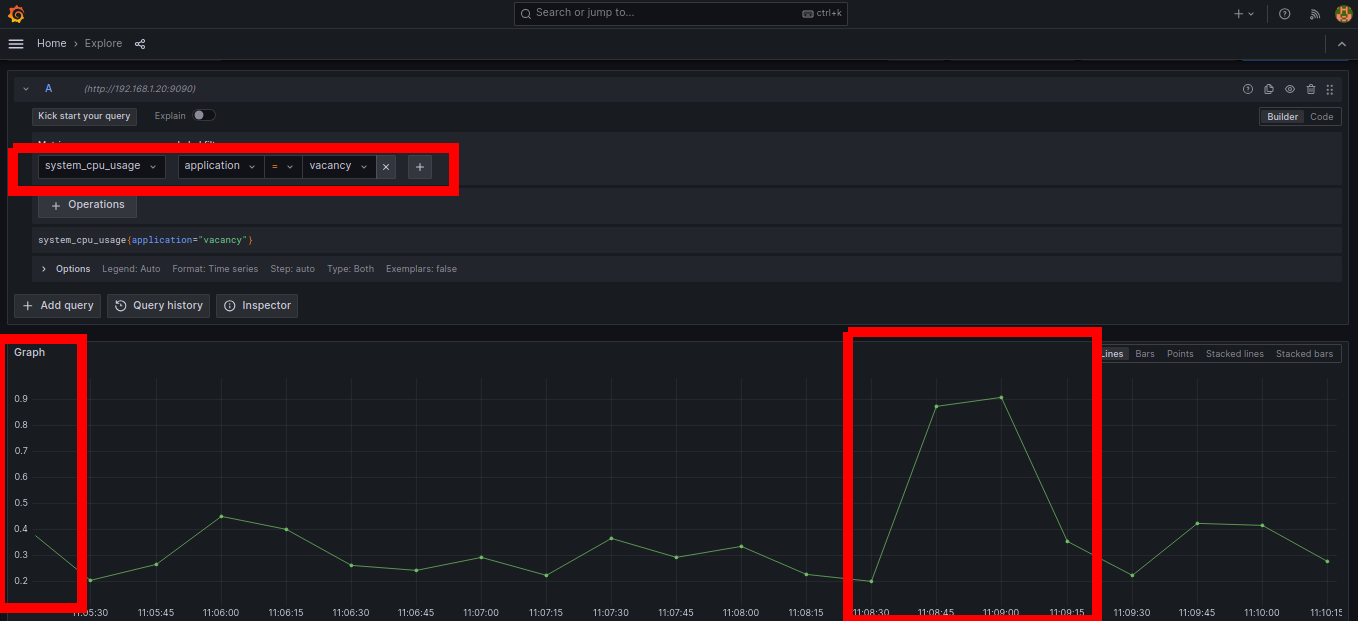 Search or jump to... ctrl+k
Home › Explore
A (http://192.168.1.20:9090)
Kick start your query Explain Builder Code
system_cpu_usage application = vacancy
+ Operations
system_cpu_usage{application="vacancy"}
Options Legend: Auto Format: Time series Step: auto Type: Both Exemplars: false
+ Add query Query history Inspector
Graph Lines Bars Points Stacked lines Stacked bars
0.9
0.8
0.7
0.6
0.5
0.4
0.3
0.2
11:05:30 11:05:45 11:06:00 11:06:15 11:06:30 11:06:45 11:07:00 11:07:15 11:07:30 11:07:45 11:08:00 11:08:15 11:08:30 11:08:45 11:09:00 11:09:15 11:09:30 11:09:45 11:10:00 11:10:15